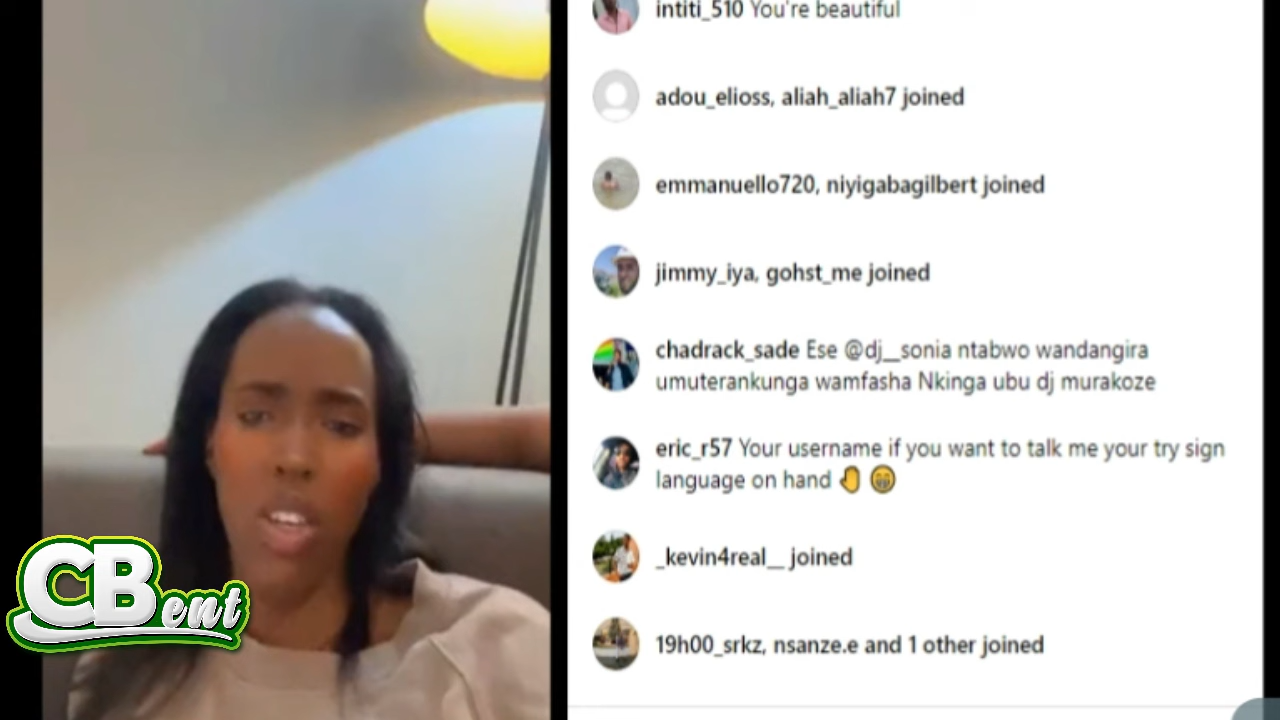 intiti_510 You're beautiful
adou_elioss, aliah_aliah7 joined
emmanuello720, niyigabagilbert joined
jimmy_iya, gohst_me joined
chadrack_sade Ese @dj__sonia ntabwo wandangira
umuterankunga wamfasha Nkinga ubu dj murakoze
eric_r57 Your username if you want to talk me your try sign
language on hand 🤚 😁
_kevin4real__ joined
19h00_srkz, nsanze.e and 1 other joined
CB ent